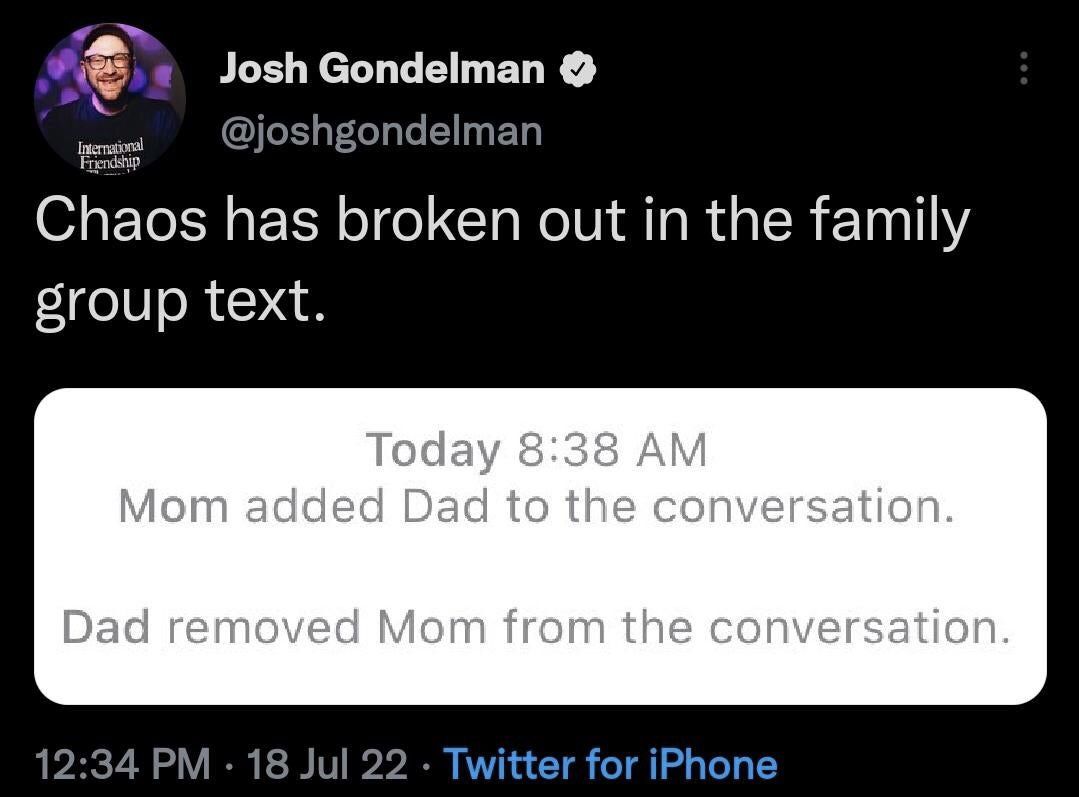 Josh Gondelman
@joshgondelman
International
Friendship
Chaos has broken out in the family
group text.
Today 8:38 AM
Mom added Dad to the conversation.
Dad removed Mom from the conversation.
12:34 PM · 18 Jul 22 · Twitter for iPhone